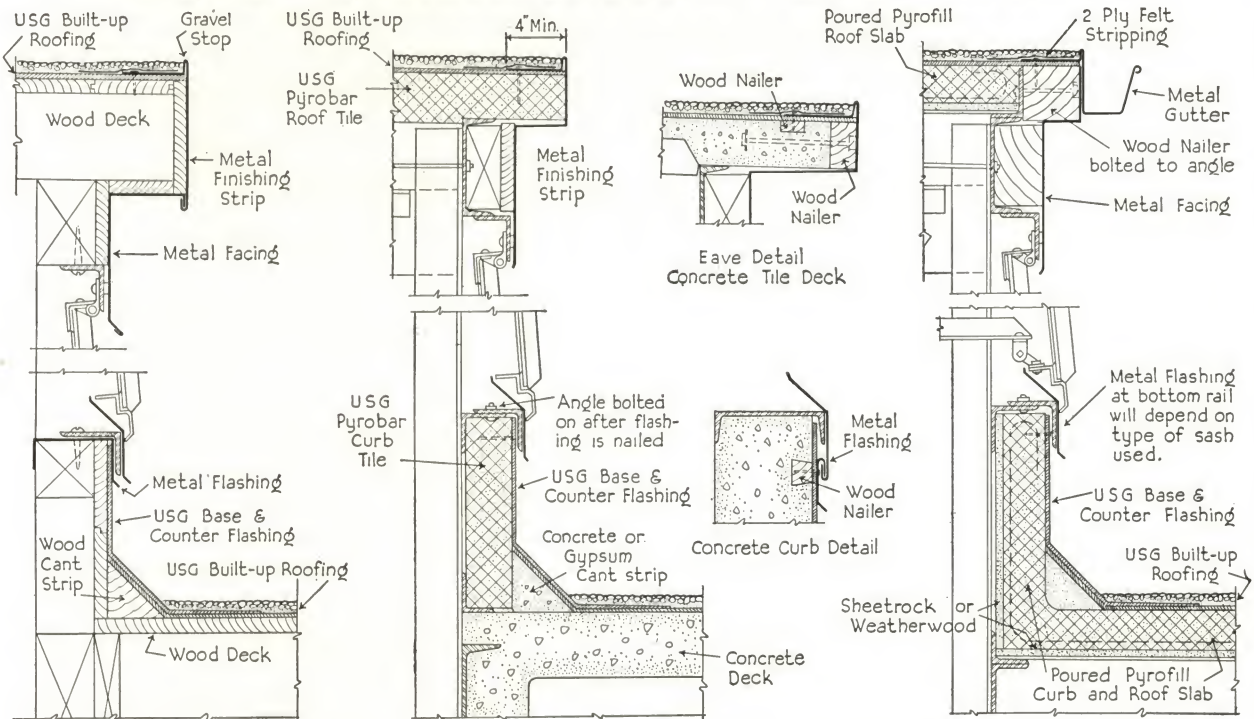 USG Built-up
Roofing
Gravel
Stop
Wood Deck
Metal
Finishing
Strip
Metal Facing
Metal Flashing
USG Base &
Counter Flashing
Wood
Cant
Strip
USG Built-up Roofing
Wood Deck
USG Built-up
Roofing
4" Min.
USG
Pyrobar
Roof Tile
Metal
Finishing
Strip
USG
Pyrobar
Curb
Tile
Angle bolted
on after flash-
ing is nailed
USG Base &
Counter Flashing
Concrete or
Gypsum
Cant strip
Concrete
Deck
Wood Nailer
Wood
Nailer
Eave Detail
Concrete Tile Deck
Metal
Flashing
Wood
Nailer
Concrete Curb Detail
Poured Pyrofill
Roof Slab
2 Ply Felt
Stripping
Metal
Gutter
Wood Nailer
bolted to angle
Metal Facing
Metal Flashing
at bottom rail
will depend on
type of sash
used.
USG Base &
Counter Flashing
USG Built-up
Roofing
Sheetrock or
Weatherwood
Poured Pyrofill
Curb and Roof Slab